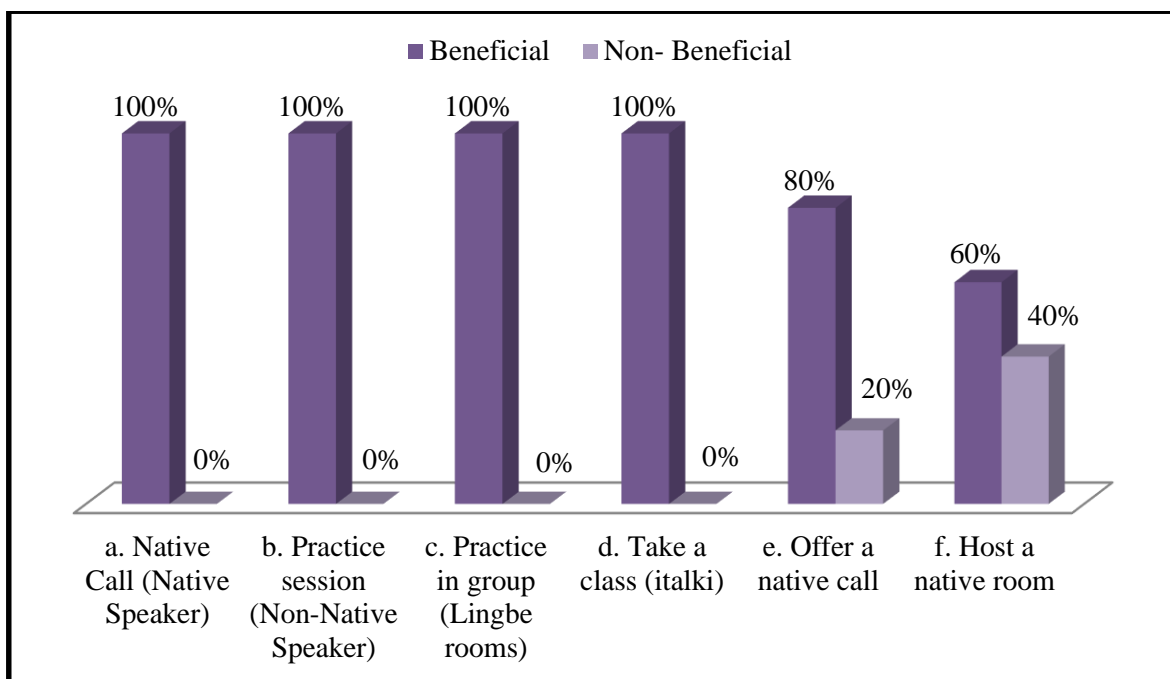 Beneficial Non- Beneficial
100% 100% 100% 100%
80%
60%
40%
20%
0% 0% 0% 0%
a. Native b. Practice c. Practice d. Take a e. Offer a f. Host a
Call (Native session in group class (italki) native call native room
Speaker) (Non-Native (Lingbe
Speaker) rooms)